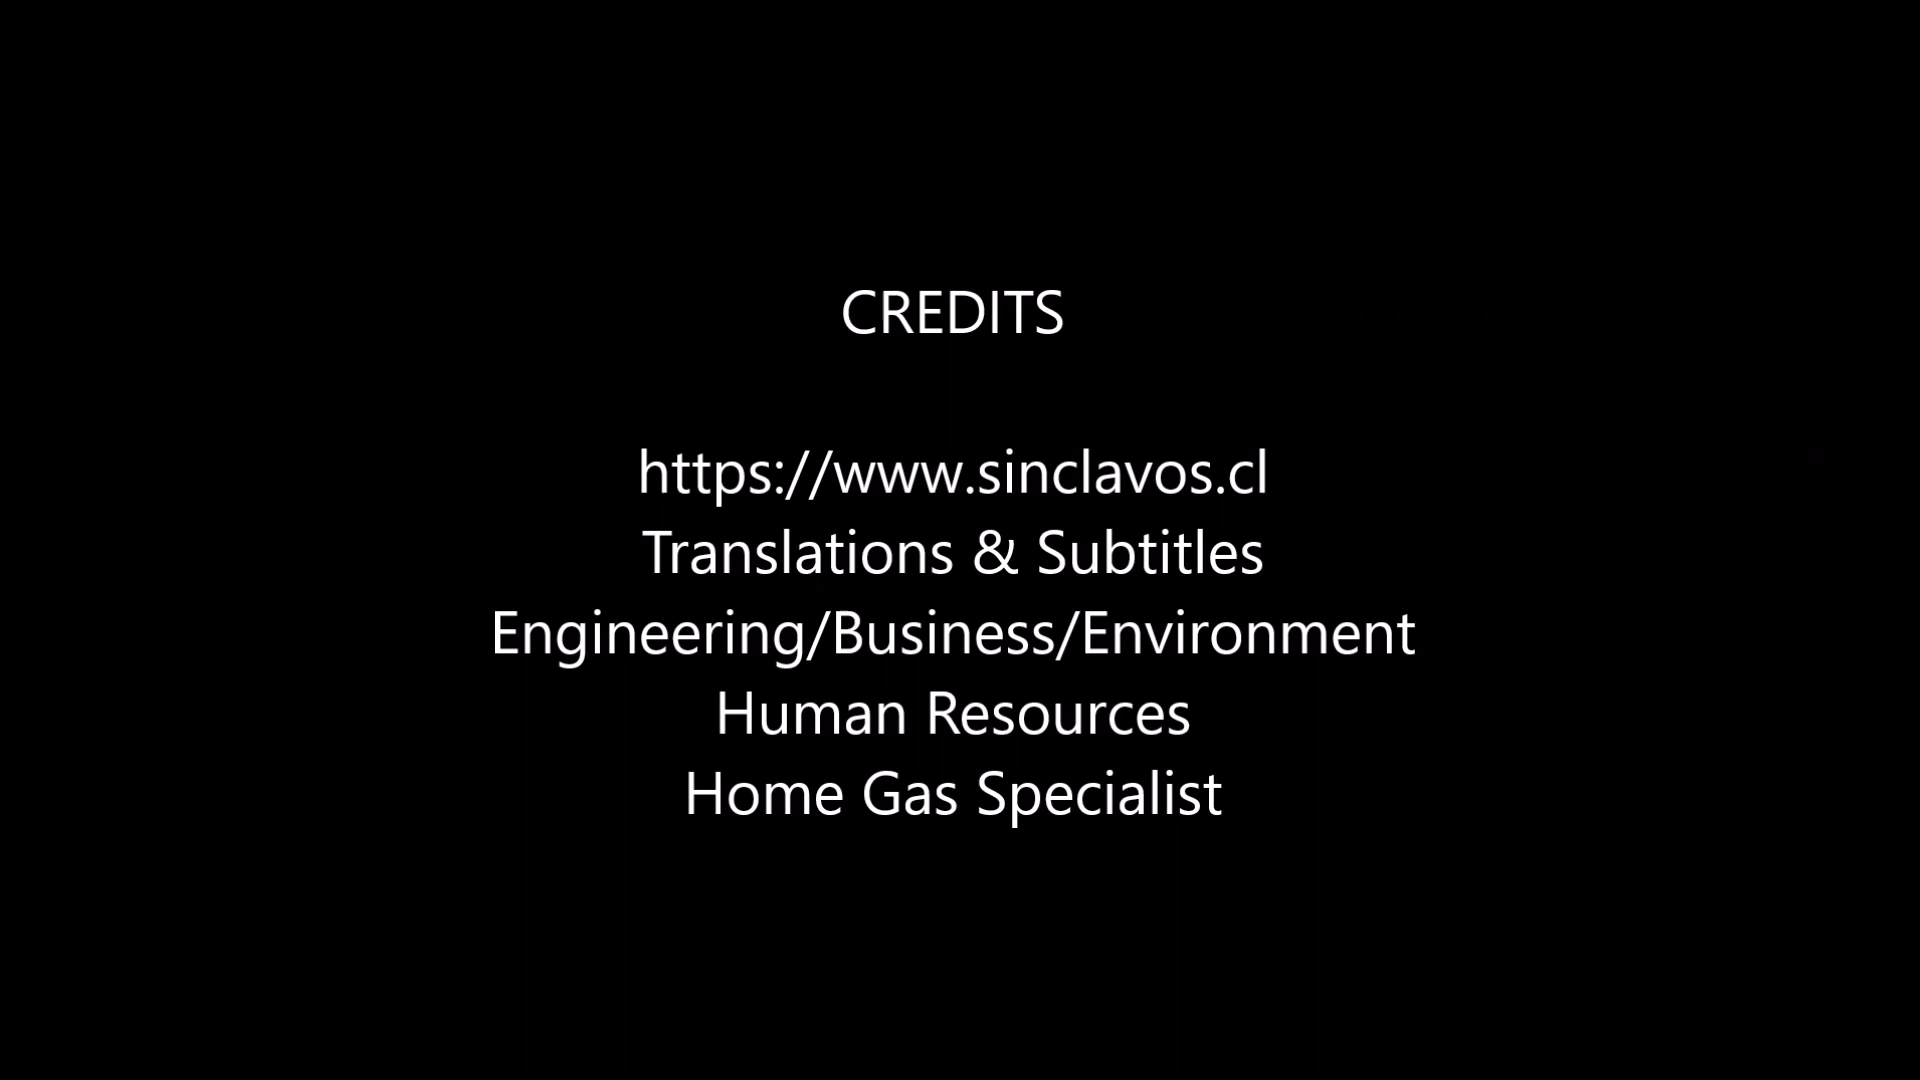 CREDITS
https://www.sinclavos.cl
Translations & Subtitles
Engineering/Business/Environment
Human Resources
Home Gas Specialist